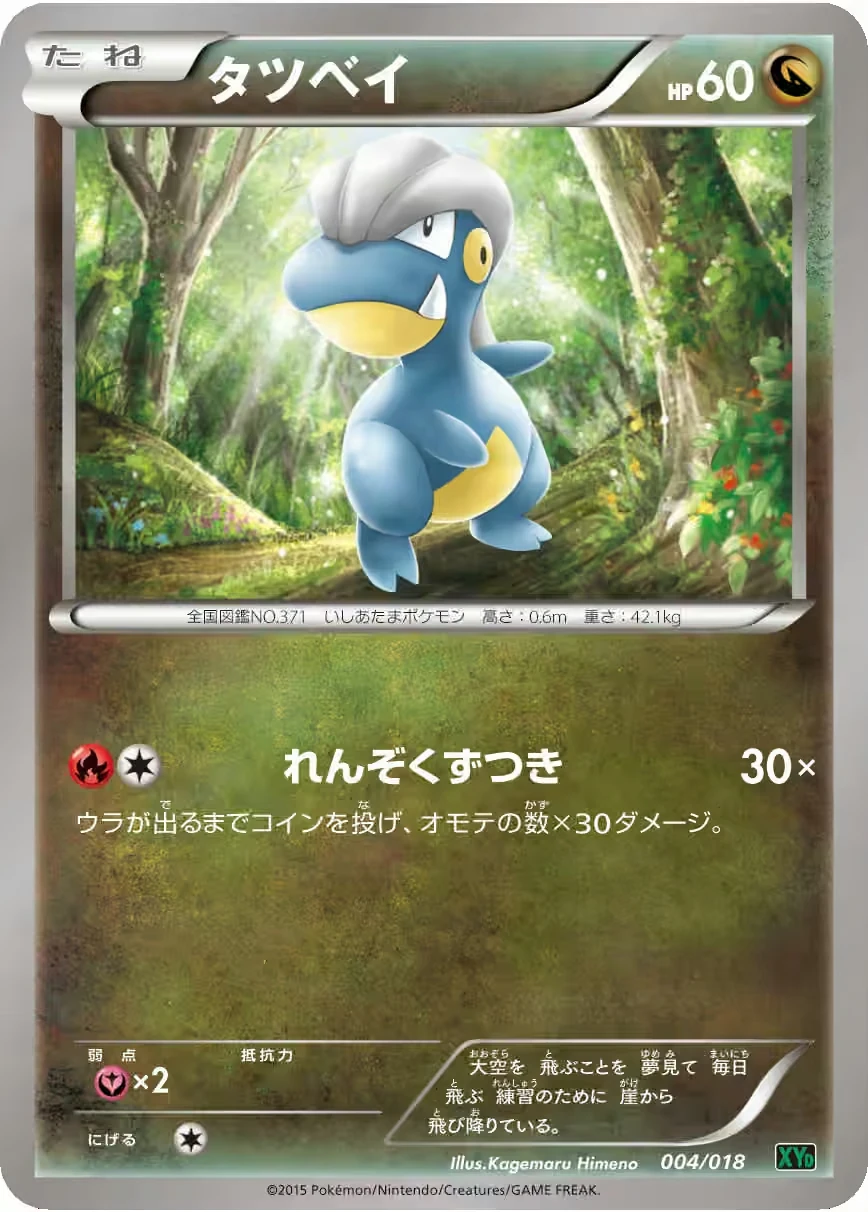 たね タツベイ HP60
全国図鑑NO.371 いしあたまポケモン 高さ:0.6m 重さ:42.1kg
れんぞくずつき 30×
ウラが出るまでコインを投げ、オモテの数×30ダメージ。
弱点 抵抗力
×2
にげる
大空を 飛ぶことを 夢見て 毎日
飛ぶ 練習のために 崖から
飛び降りている。
Illus.Kagemaru Himeno 004/018 XYD
©2015 Pokémon/Nintendo/Creatures/GAME FREAK.